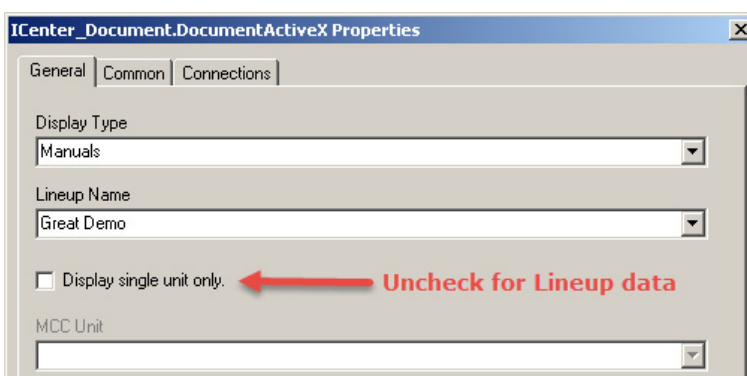 ICenter_Document.DocumentActiveX Properties
General Common Connections
Display Type
Manuals
Lineup Name
Great Demo
Display single unit only. Uncheck for Lineup data
MCC Unit